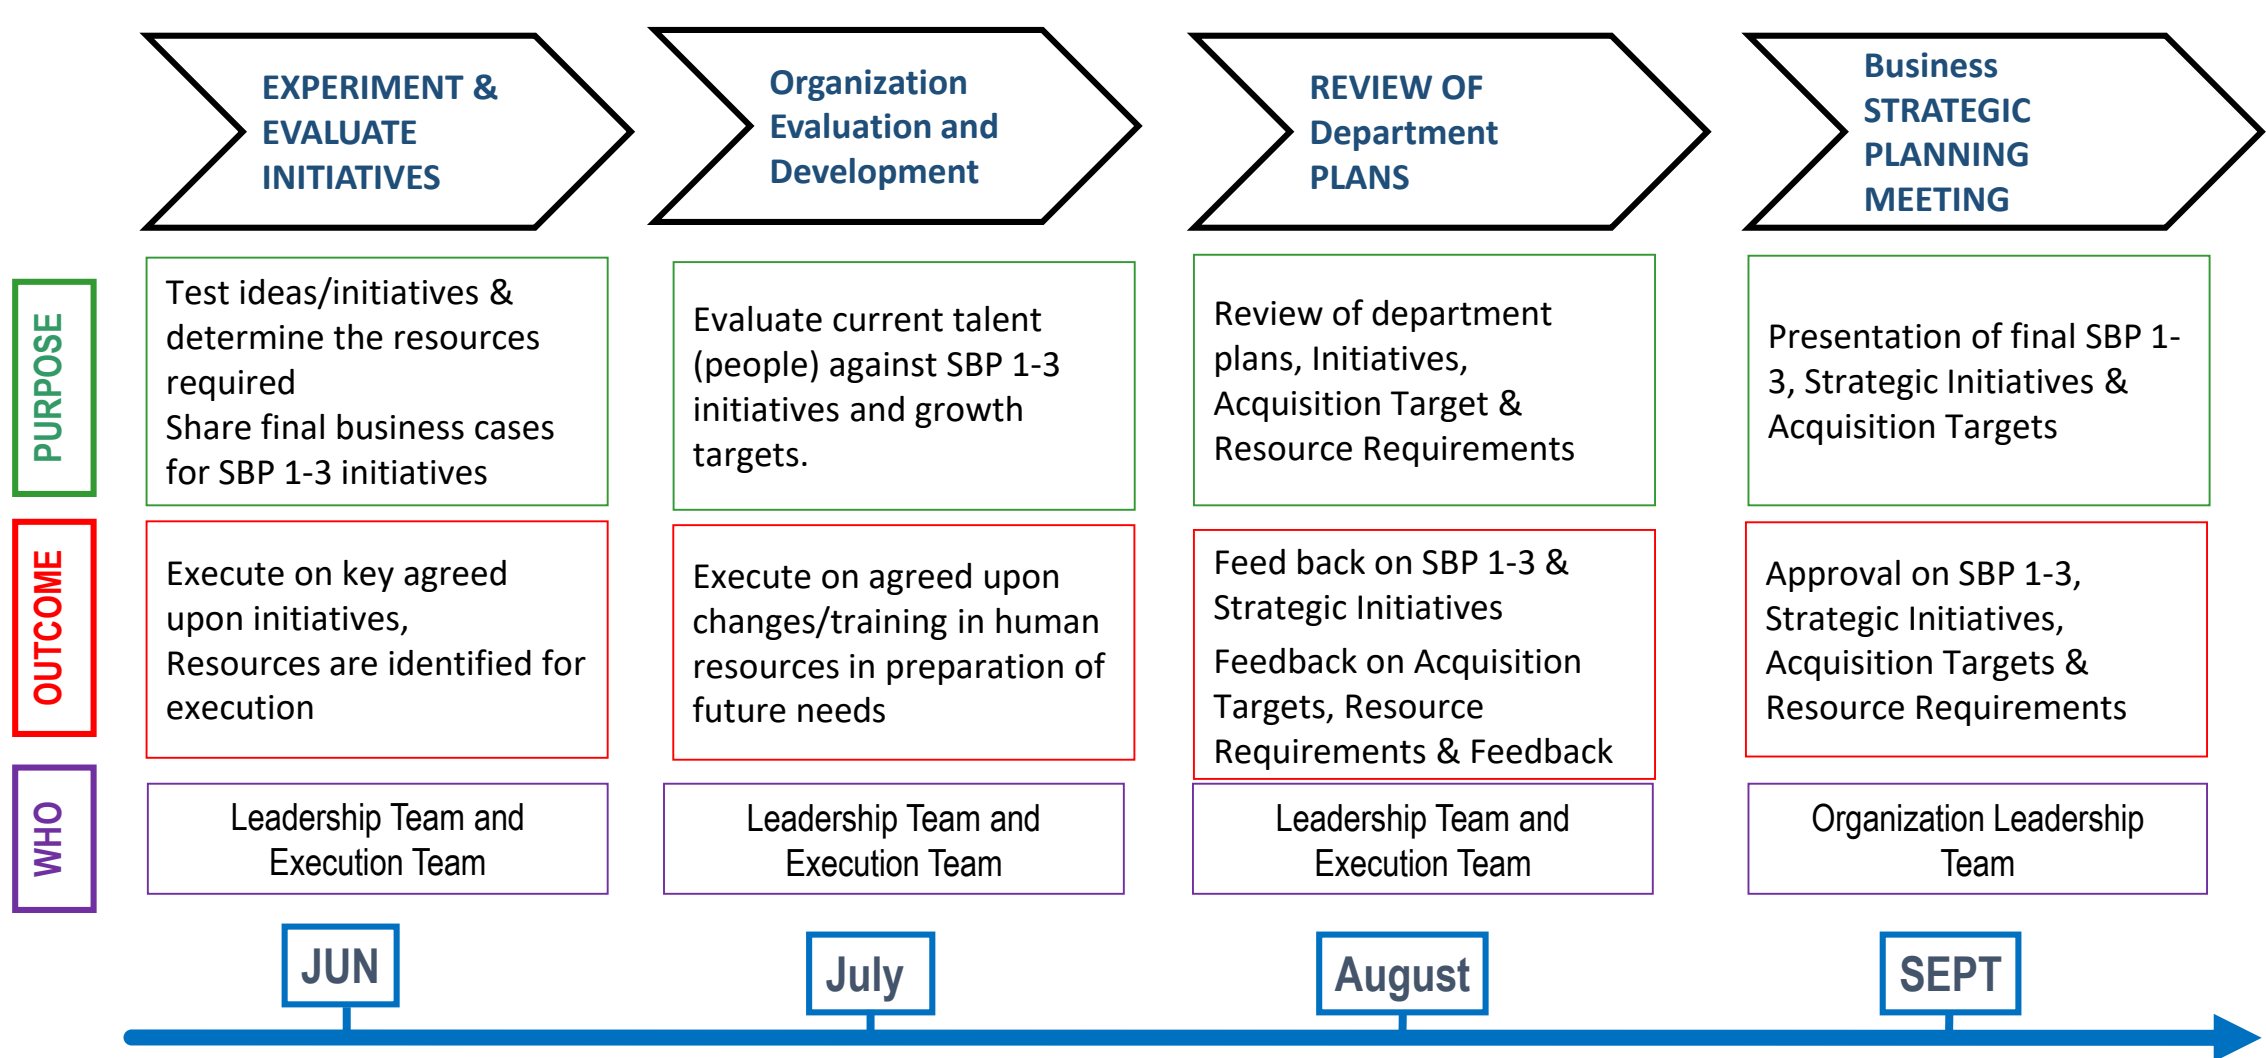 EXPERIMENT &
EVALUATE
INITIATIVES
Organization
Evaluation and
Development
REVIEW OF
Department
PLANS
Business
STRATEGIC
PLANNING
MEETING
PURPOSE
Test ideas/initiatives &
determine the resources
required
Share final business cases
for SBP 1-3 initiatives
Evaluate current talent
(people) against SBP 1-3
initiatives and growth
targets.
Review of department
plans, Initiatives,
Acquisition Target &
Resource Requirements
Presentation of final SBP 1-
3, Strategic Initiatives &
Acquisition Targets
OUTCOME
Execute on key agreed
upon initiatives,
Resources are identified for
execution
Execute on agreed upon
changes/training in human
resources in preparation of
future needs
Feed back on SBP 1-3 &
Strategic Initiatives
Feedback on Acquisition
Targets, Resource
Requirements & Feedback
Approval on SBP 1-3,
Strategic Initiatives,
Acquisition Targets &
Resource Requirements
WHO
Leadership Team and
Execution Team
Leadership Team and
Execution Team
Leadership Team and
Execution Team
Organization Leadership
Team
JUN
July
August
SEPT